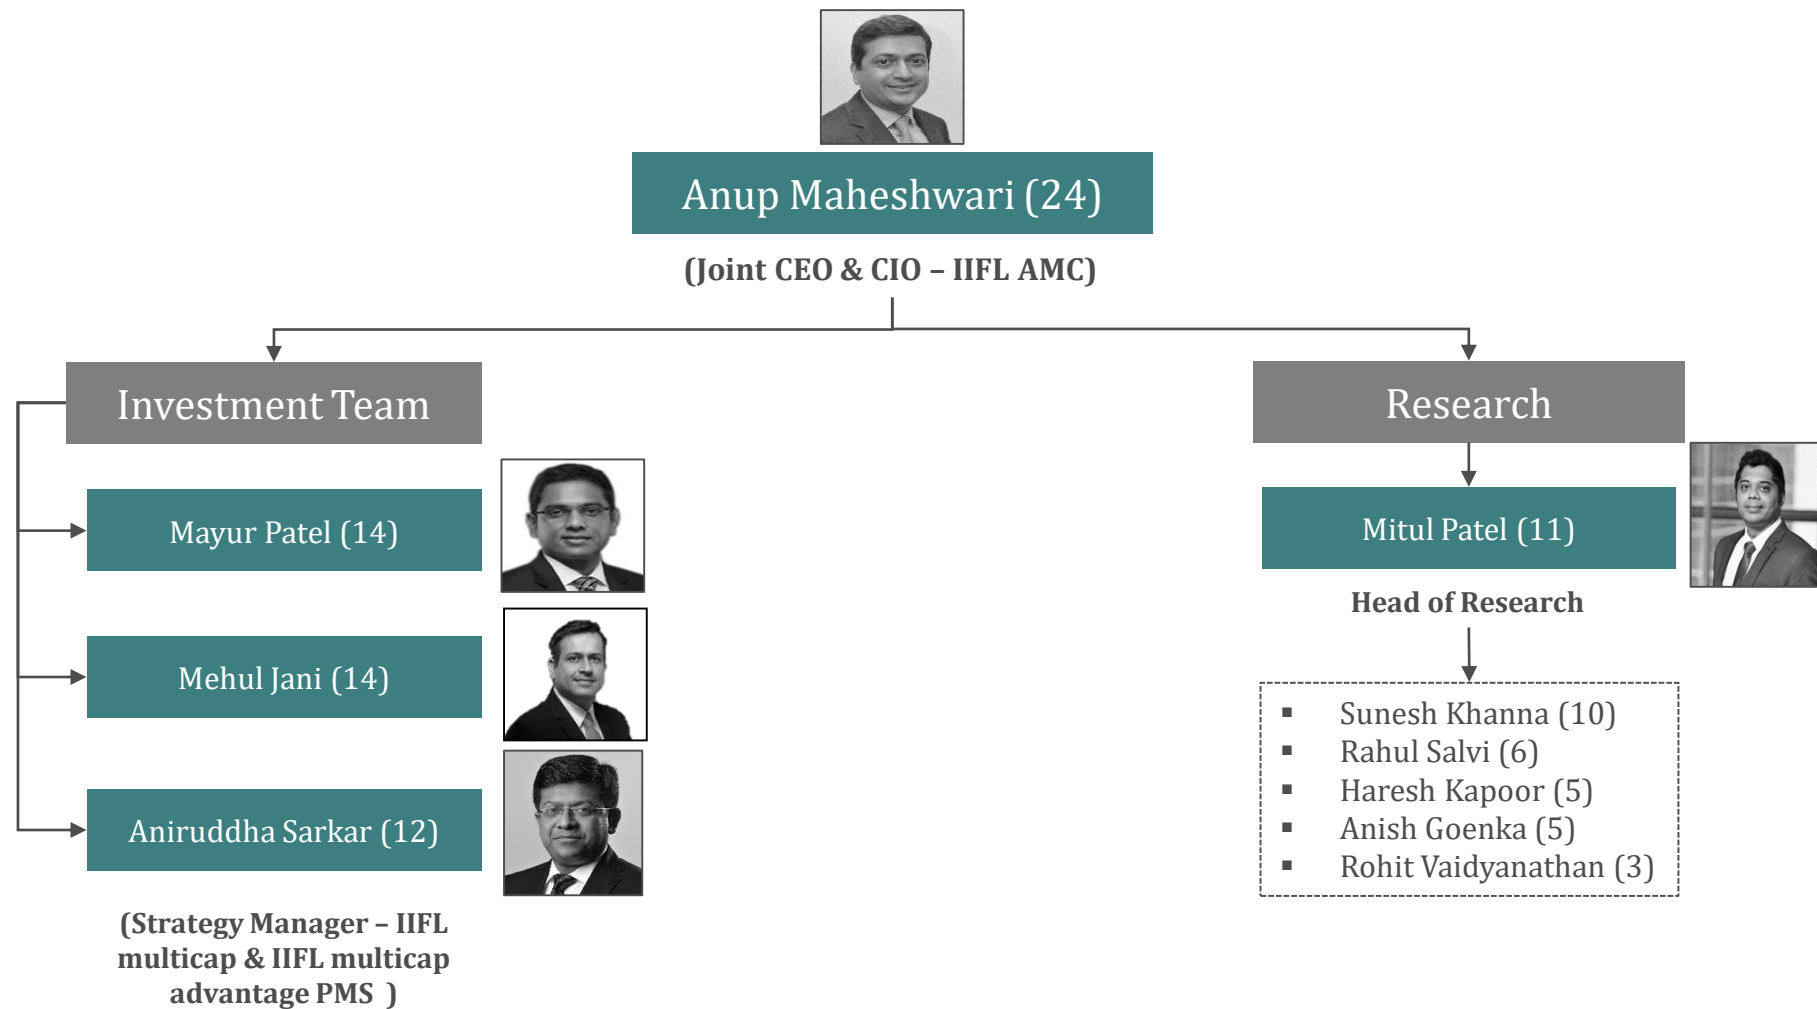 Anup Maheshwari (24)
(Joint CEO & CIO – IIFL AMC)
Investment Team
Mayur Patel (14)
Mehul Jani (14)
Aniruddha Sarkar (12)
(Strategy Manager – IIFL
multicap & IIFL multicap
advantage PMS )
Research
Mitul Patel (11)
Head of Research
▪ Sunesh Khanna (10)
▪ Rahul Salvi (6)
▪ Haresh Kapoor (5)
▪ Anish Goenka (5)
▪ Rohit Vaidyanathan (3)